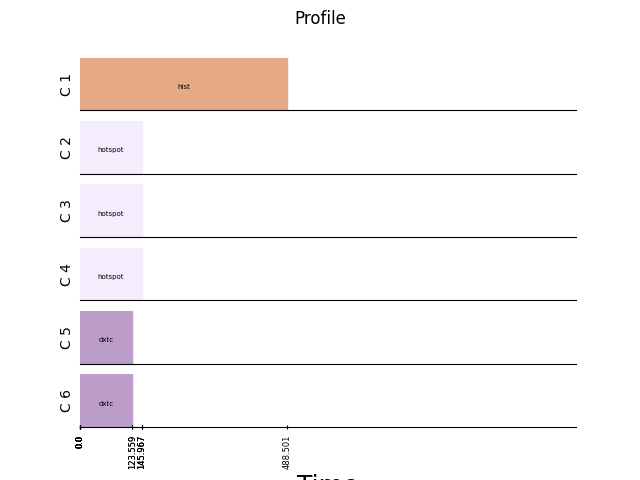 Profile
C 1
hist
C 2
hotspot
C 3
hotspot
C 4
hotspot
C 5
dxtc
C 6
dxtc
0.0
123.559
145.967
488.501
Time